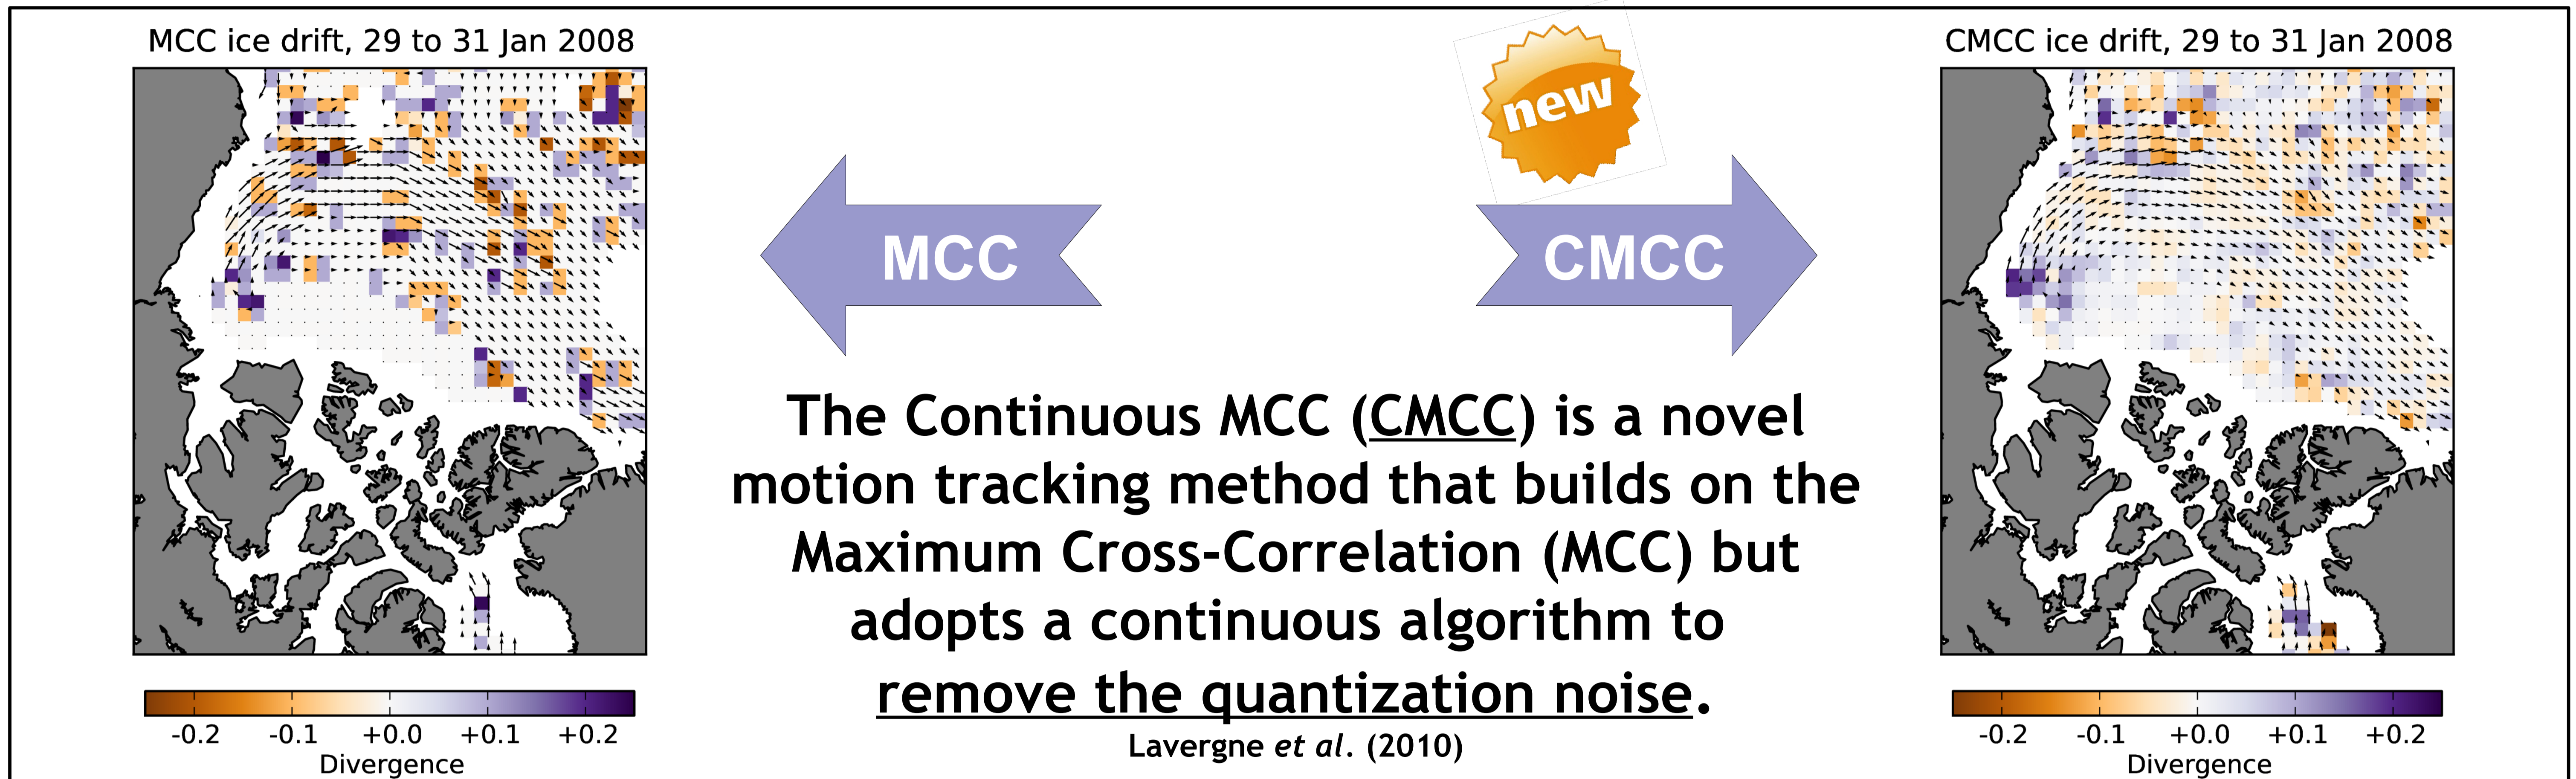 MCC ice drift, 29 to 31 Jan 2008
-0.2 -0.1 +0.0 +0.1 +0.2
Divergence
MCC
new
CMCC
The Continuous MCC (CMCC) is a novel
motion tracking method that builds on the
Maximum Cross-Correlation (MCC) but
adopts a continuous algorithm to
remove the quantization noise.
Lavergne et al. (2010)
CMCC ice drift, 29 to 31 Jan 2008
-0.2 -0.1 +0.0 +0.1 +0.2
Divergence